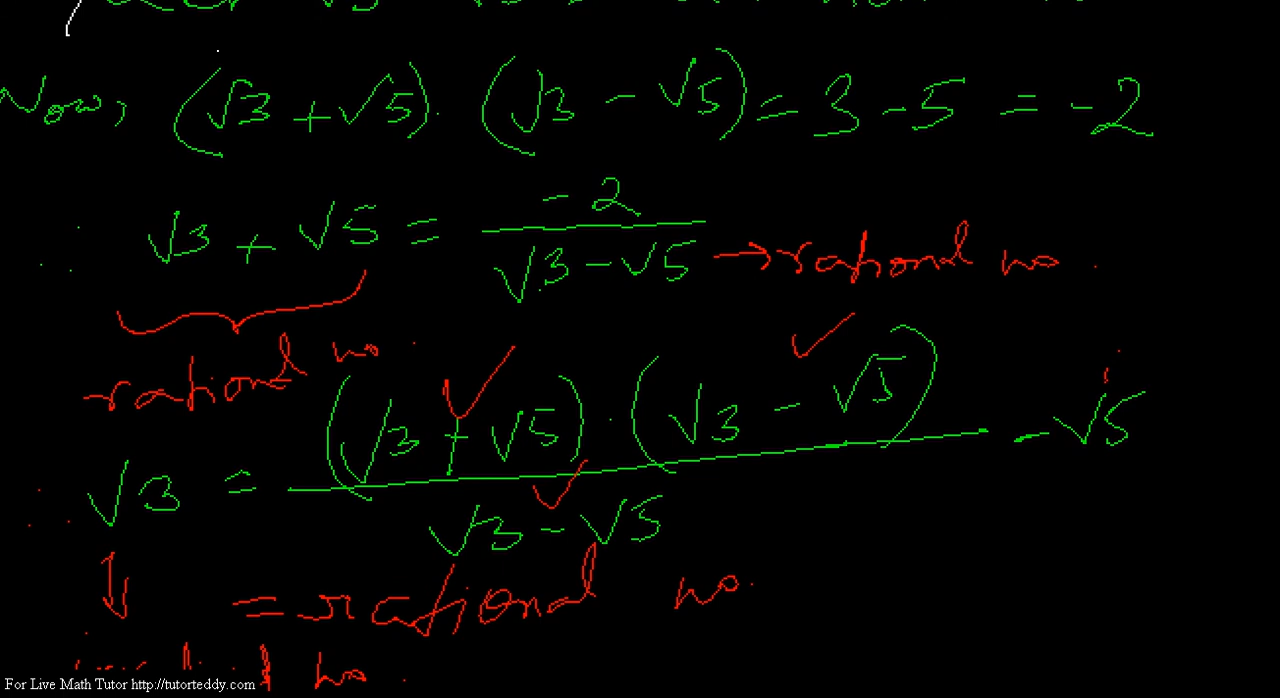 Now, (√3 + √5) · (√3 - √5) = 3 - 5 = -2
∴ √3 + √5 = -2 / (√3 - √5) → rational no.
rational no.
∴ √3 = (√3 + √5) · (√3 - √5) / (√3 - √5) - √5
= rational no.
no.
For Live Math Tutor http://tutorteddy.com